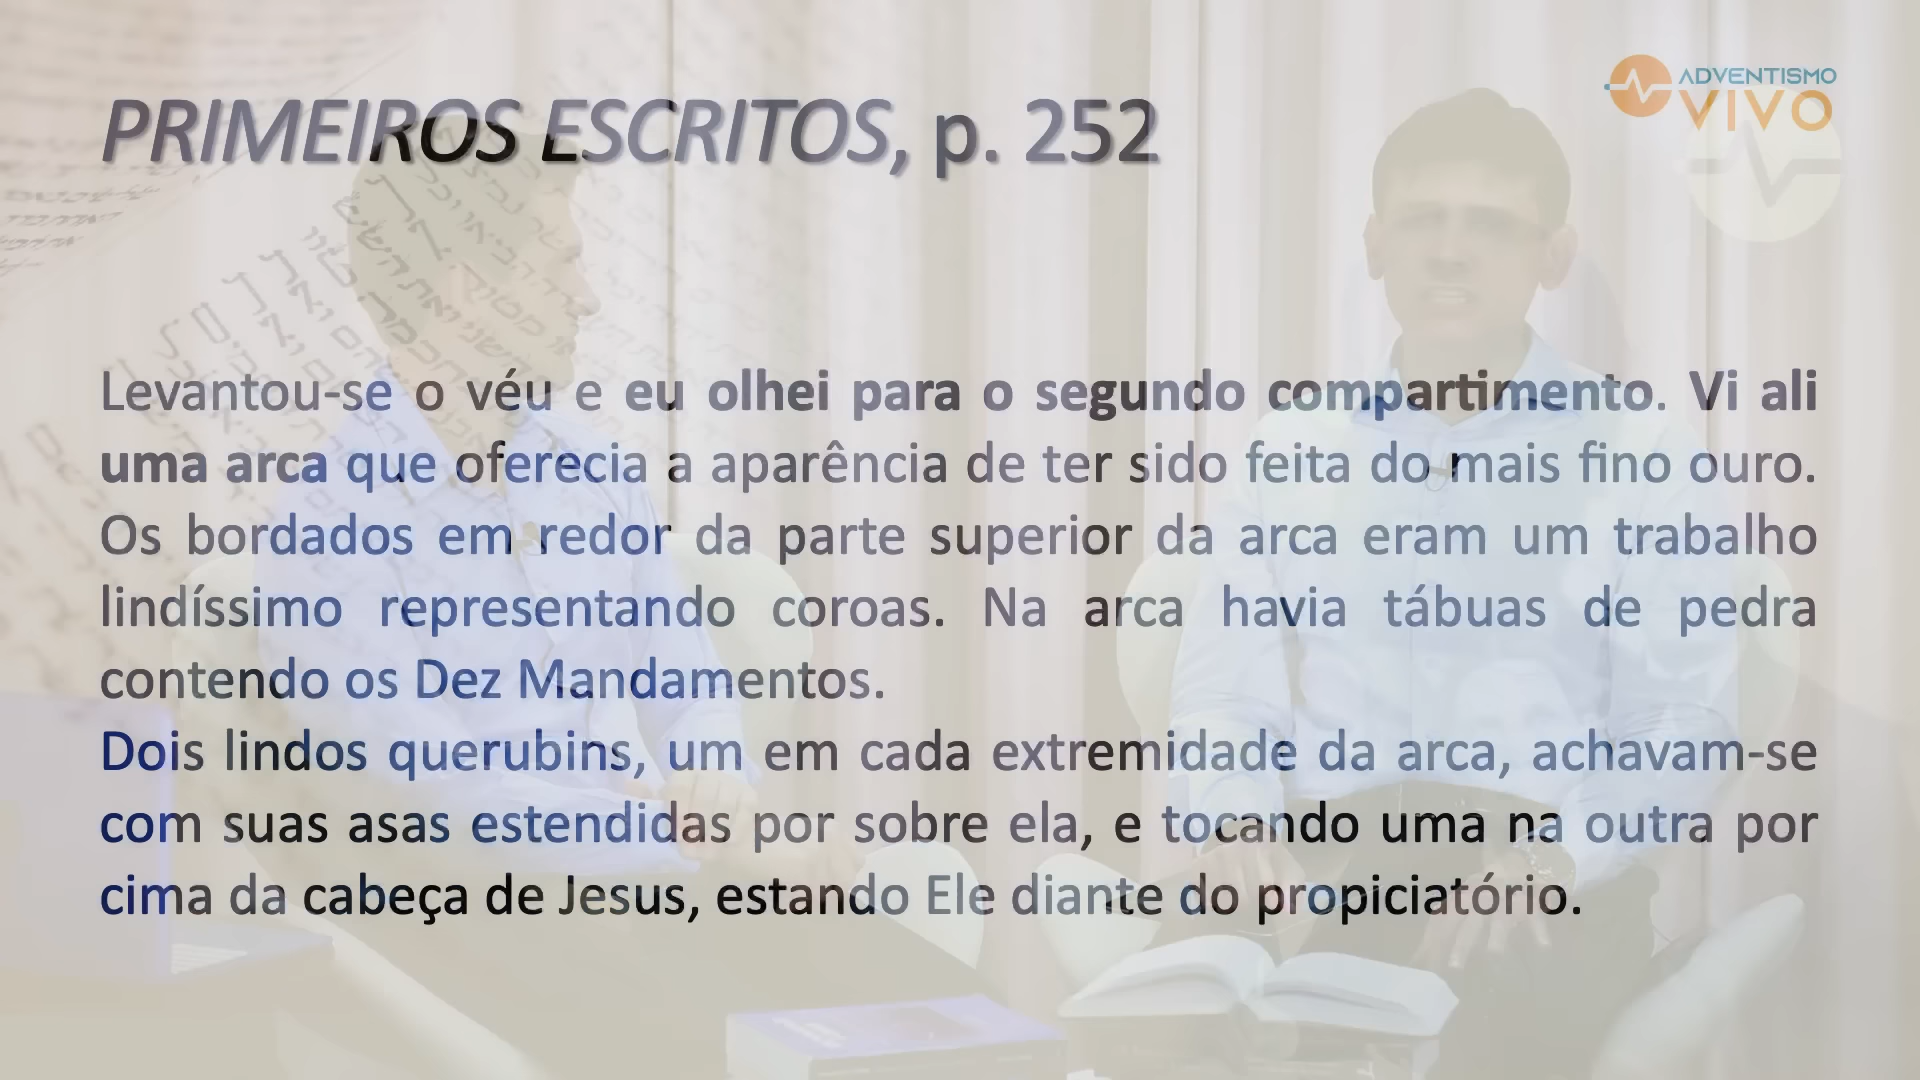 ADVENTISMO
VIVO
PRIMEIROS ESCRITOS, p. 252
Levantou-se o véu e eu olhei para o segundo compartimento. Vi ali
uma arca que oferecia a aparência de ter sido feita do mais fino ouro.
Os bordados em redor da parte superior da arca eram um trabalho
lindíssimo representando coroas. Na arca havia tábuas de pedra
contendo os Dez Mandamentos.
Dois lindos querubins, um em cada extremidade da arca, achavam-se
com suas asas estendidas por sobre ela, e tocando uma na outra por
cima da cabeça de Jesus, estando Ele diante do propiciatório.